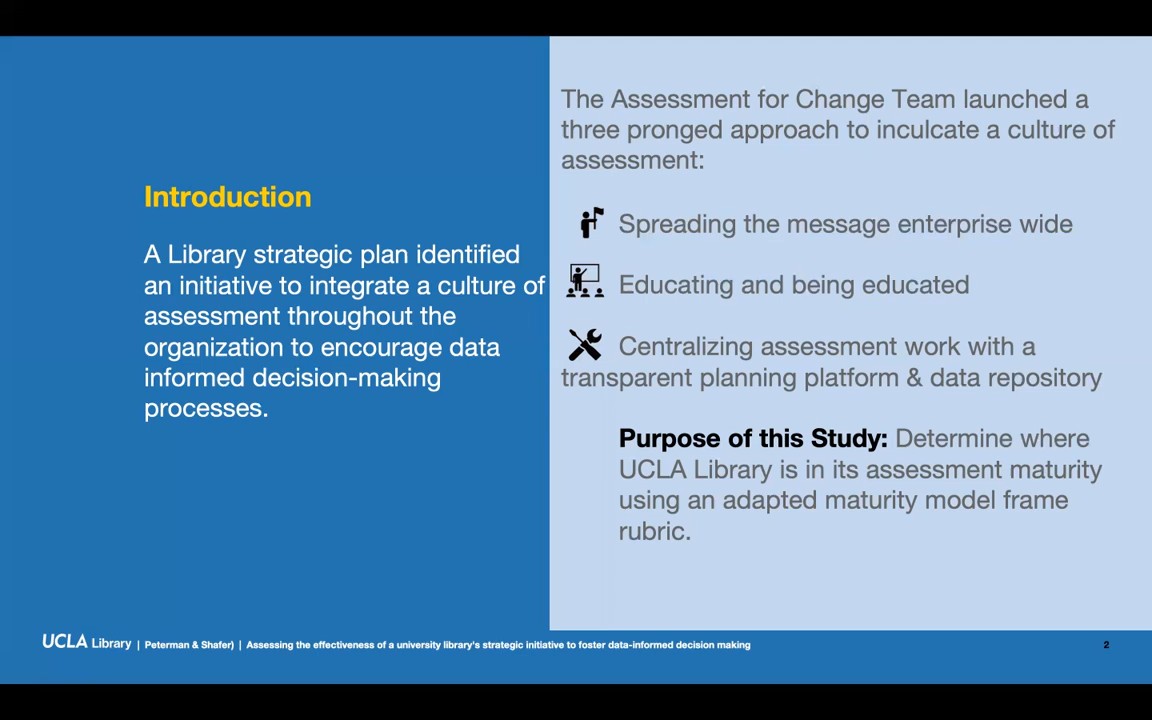 Introduction
A Library strategic plan identified
an initiative to integrate a culture of
assessment throughout the
organization to encourage data
informed decision-making
processes.
The Assessment for Change Team launched a
three pronged approach to inculcate a culture of
assessment:
Spreading the message enterprise wide
Educating and being educated
Centralizing assessment work with a
transparent planning platform & data repository
Purpose of this Study: Determine where
UCLA Library is in its assessment maturity
using an adapted maturity model frame
rubric.
UCLA Library | Peterman & Shafer) | Assessing the effectiveness of a university library's strategic initiative to foster data-informed decision making 2